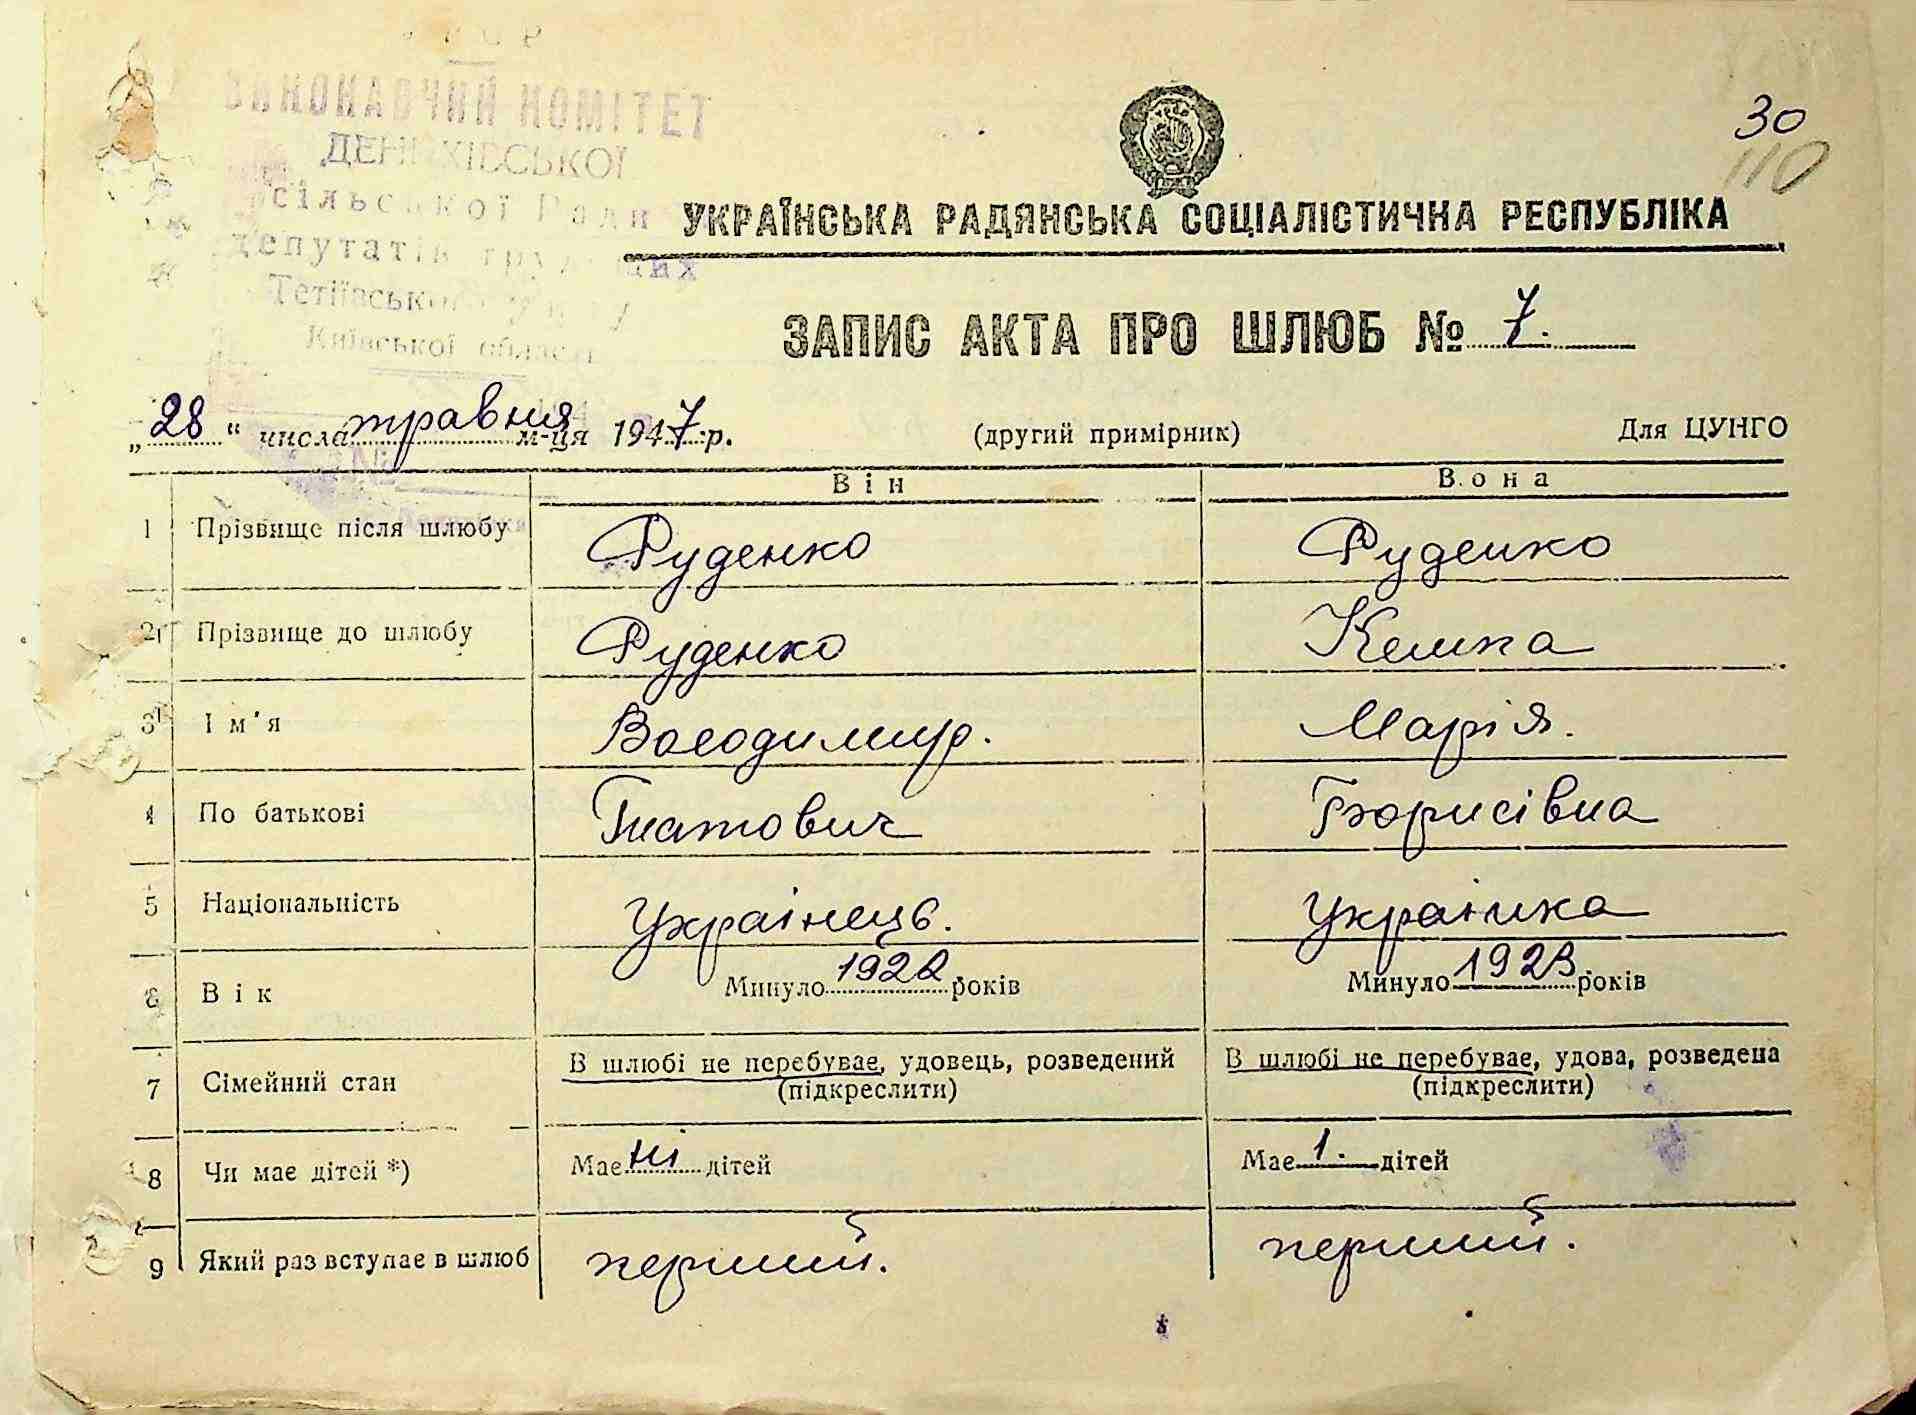 УРСР
ВИКОНАВЧИЙ КОМІТЕТ
ДЕНИХІВСЬКОЇ
сільської Ради
депутатів трудящих
Тетіївського району
Київської області
30
110
УКРАЇНСЬКА РАДЯНСЬКА СОЦІАЛІСТИЧНА РЕСПУБЛІКА
ЗАПИС АКТА ПРО ШЛЮБ № 7.
„28“ числа травня м-ця 1947 р. (другий примірник) Для ЦУНГО
Він Вона
1 Прізвище після шлюбу Руденко Руденко
2 Прізвище до шлюбу Руденко
3 Ім'я Володимир. Марія.
4 По батькові Борисівна
5 Національність Українець. Українка
6 Вік Минуло років Минуло 1923 років
7 Сімейний стан В шлюбі не перебуває, удовець, розведений В шлюбі не перебуває, удова, розведена
(підкреслити) (підкреслити)
8 Чи має дітей *) Має ні дітей Має 1. дітей
9 Який раз вступає в шлюб перший. перший.